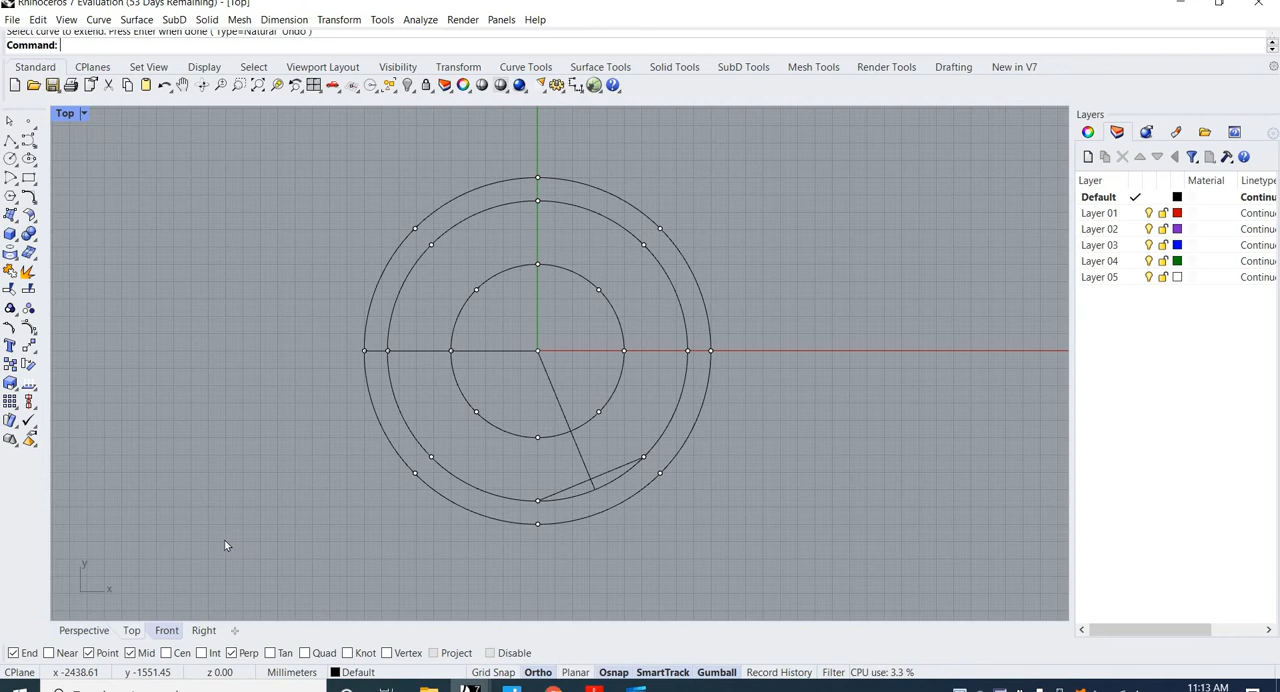 Rhinoceros 7 Evaluation (53 Days Remaining) - [Top]
File Edit View Curve Surface SubD Solid Mesh Dimension Transform Tools Analyze Render Panels Help
Select curve to extend. Press Enter when done ( Type=Natural Undo )
Command:
Standard CPlanes Set View Display Select Viewport Layout Visibility Transform Curve Tools Surface Tools Solid Tools SubD Tools Mesh Tools Render Tools Drafting New in V7
Top
Layers
Layer Material Linetype
Default Continu
Layer 01 Continu
Layer 02 Continu
Layer 03 Continu
Layer 04 Continu
Layer 05 Continu
y
x
Perspective Top Front Right
End Near Point Mid Cen Int Perp Tan Quad Knot Vertex Project Disable
CPlane x -2438.61 y -1551.45 z 0.00 Millimeters Default Grid Snap Ortho Planar Osnap SmartTrack Gumball Record History Filter CPU use: 3.3 %
11:13 AM